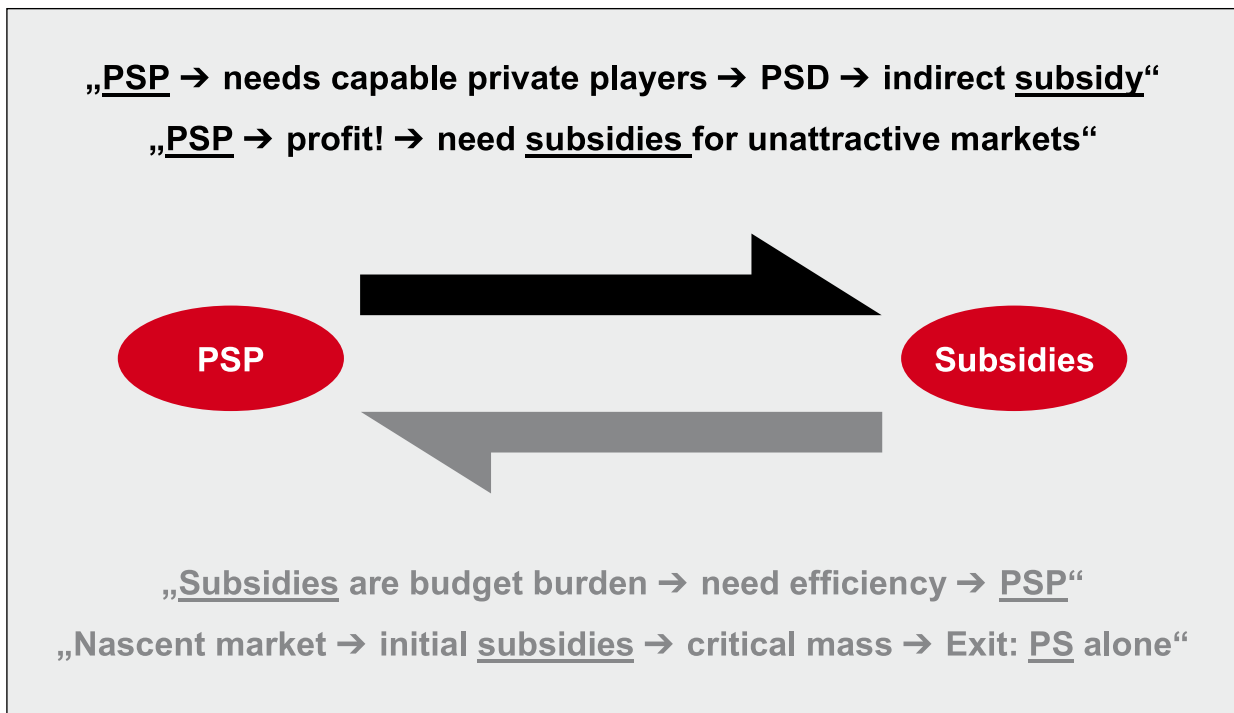 „PSP ➔ needs capable private players ➔ PSD ➔ indirect subsidy“
„PSP ➔ profit! ➔ need subsidies for unattractive markets“
PSP
Subsidies
„Subsidies are budget burden ➔ need efficiency ➔ PSP“
„Nascent market ➔ initial subsidies ➔ critical mass ➔ Exit: PS alone“